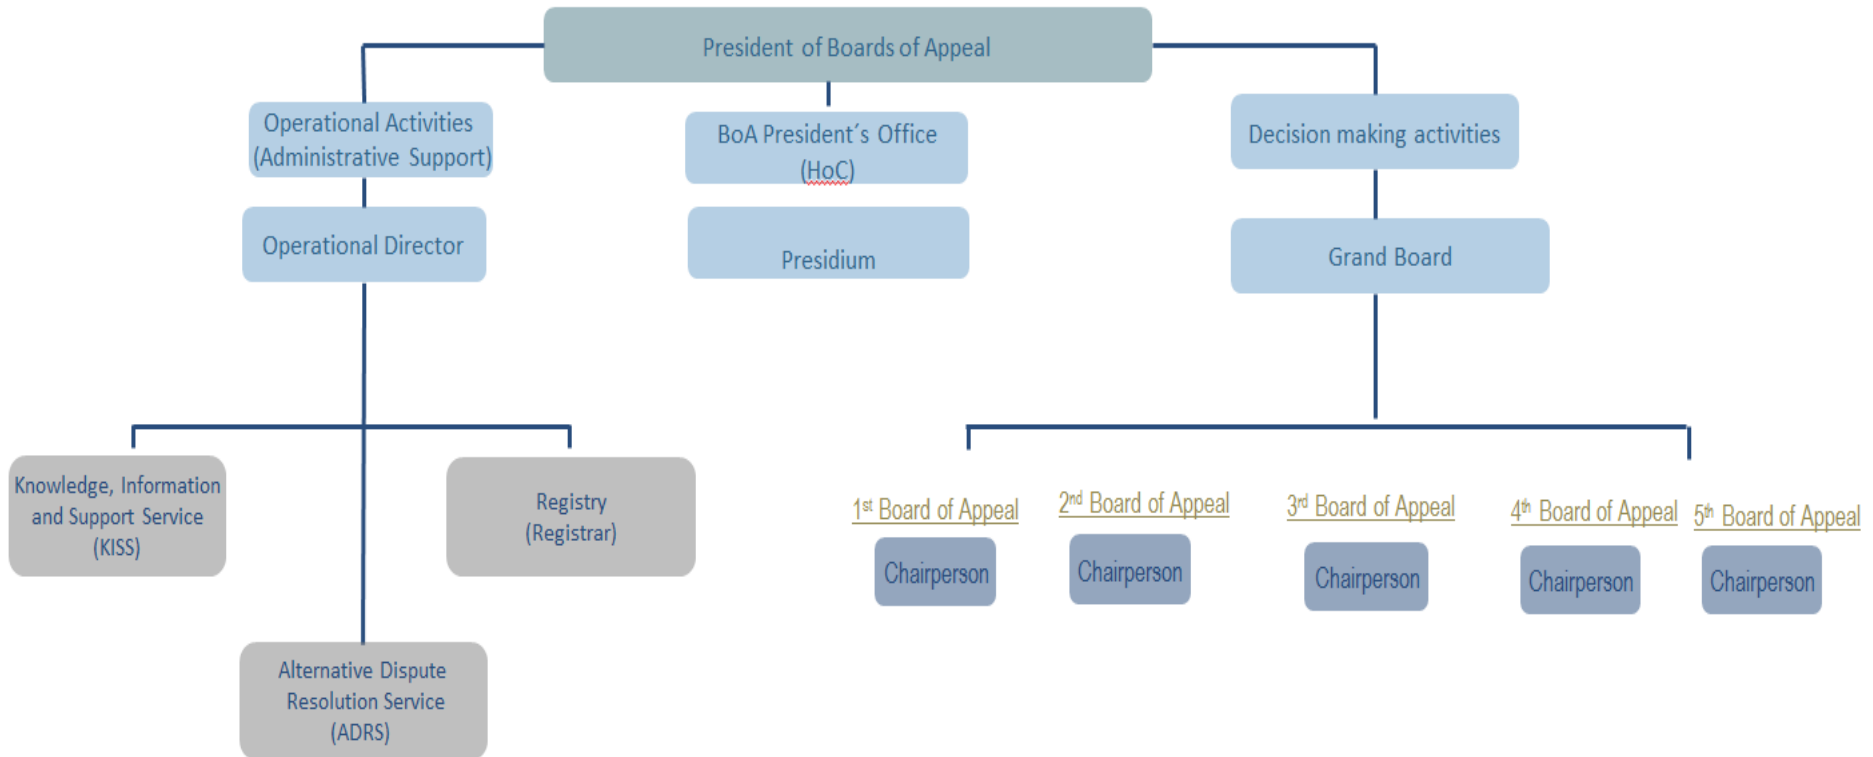 President of Boards of Appeal
Operational Activities
(Administrative Support)
BoA President´s Office
(HoC)
Decision making activities
Operational Director
Presidium
Grand Board
Knowledge, Information
and Support Service
(KISS)
Registry
(Registrar)
Alternative Dispute
Resolution Service
(ADRS)
1st Board of Appeal
2nd Board of Appeal
3rd Board of Appeal
4th Board of Appeal
5th Board of Appeal
Chairperson
Chairperson
Chairperson
Chairperson
Chairperson